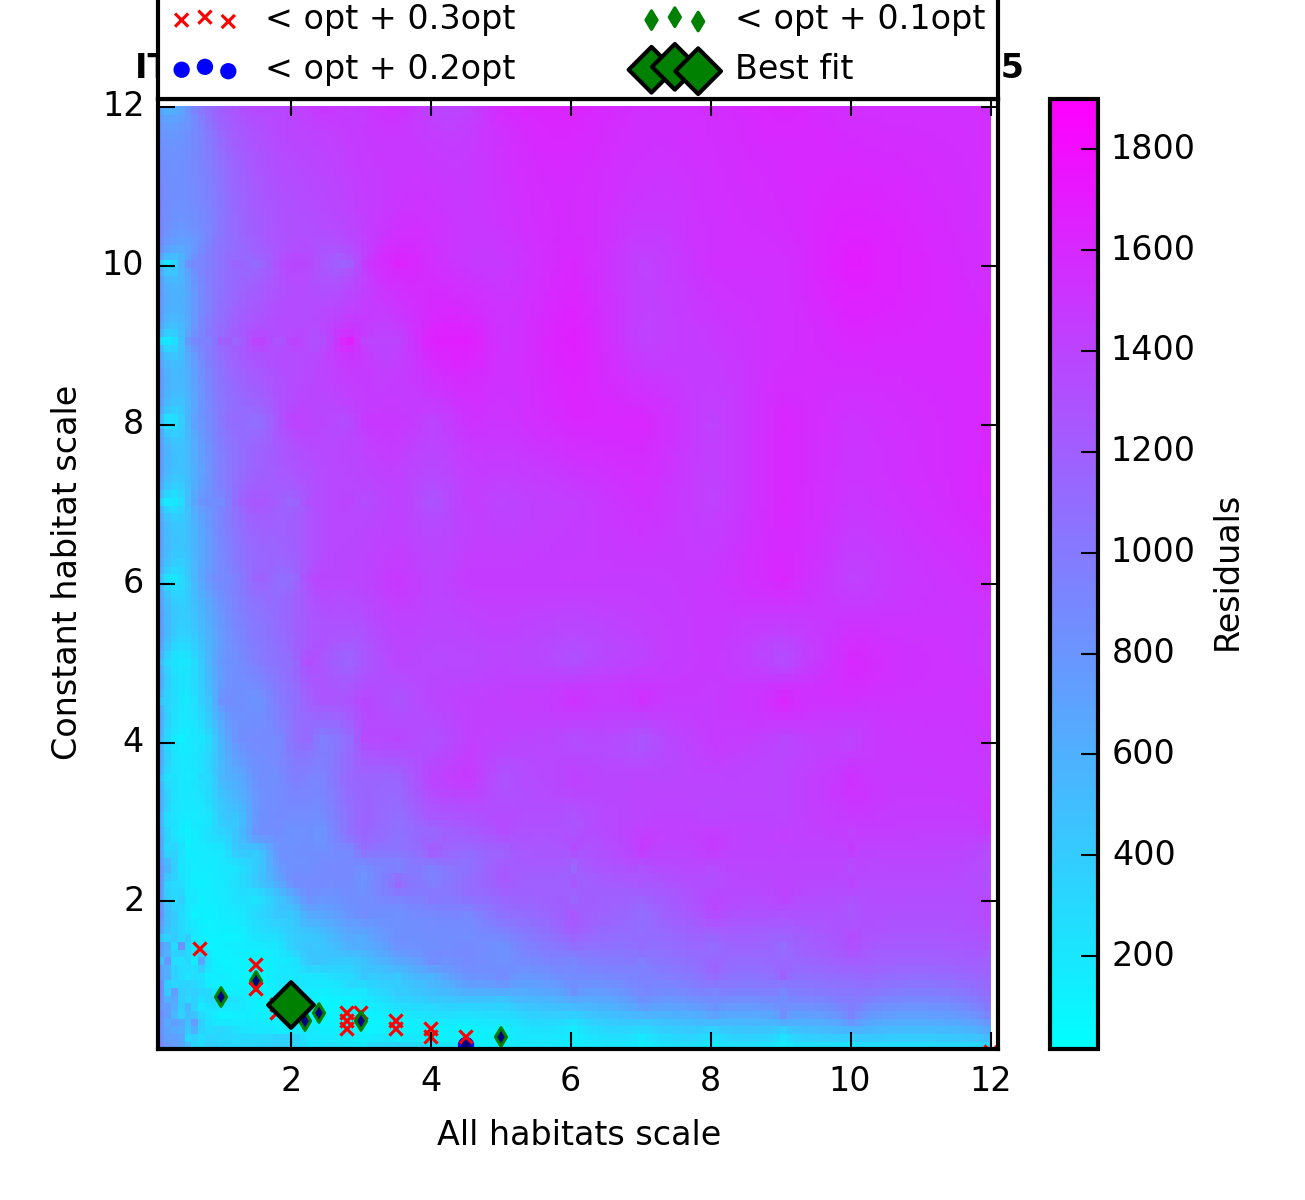 < opt + 0.3opt < opt + 0.1opt
< opt + 0.2opt Best fit
5
12
10
8
6
4
2
Constant habitat scale
2 4 6 8 10 12
All habitats scale
1800
1600
1400
1200
1000
800
600
400
200
Residuals